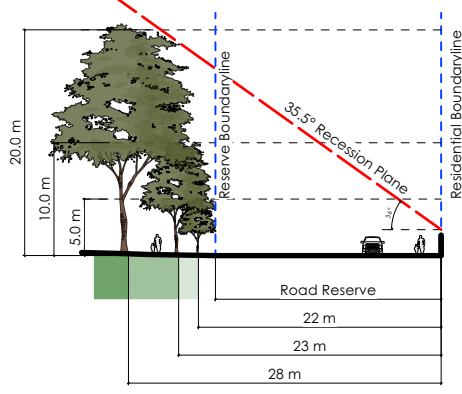 20.0 m
10.0 m
5.0 m
Reserve Boundaryline
Residential Boundaryline
35.5° Recession Plane
36°
Road Reserve
22 m
23 m
28 m